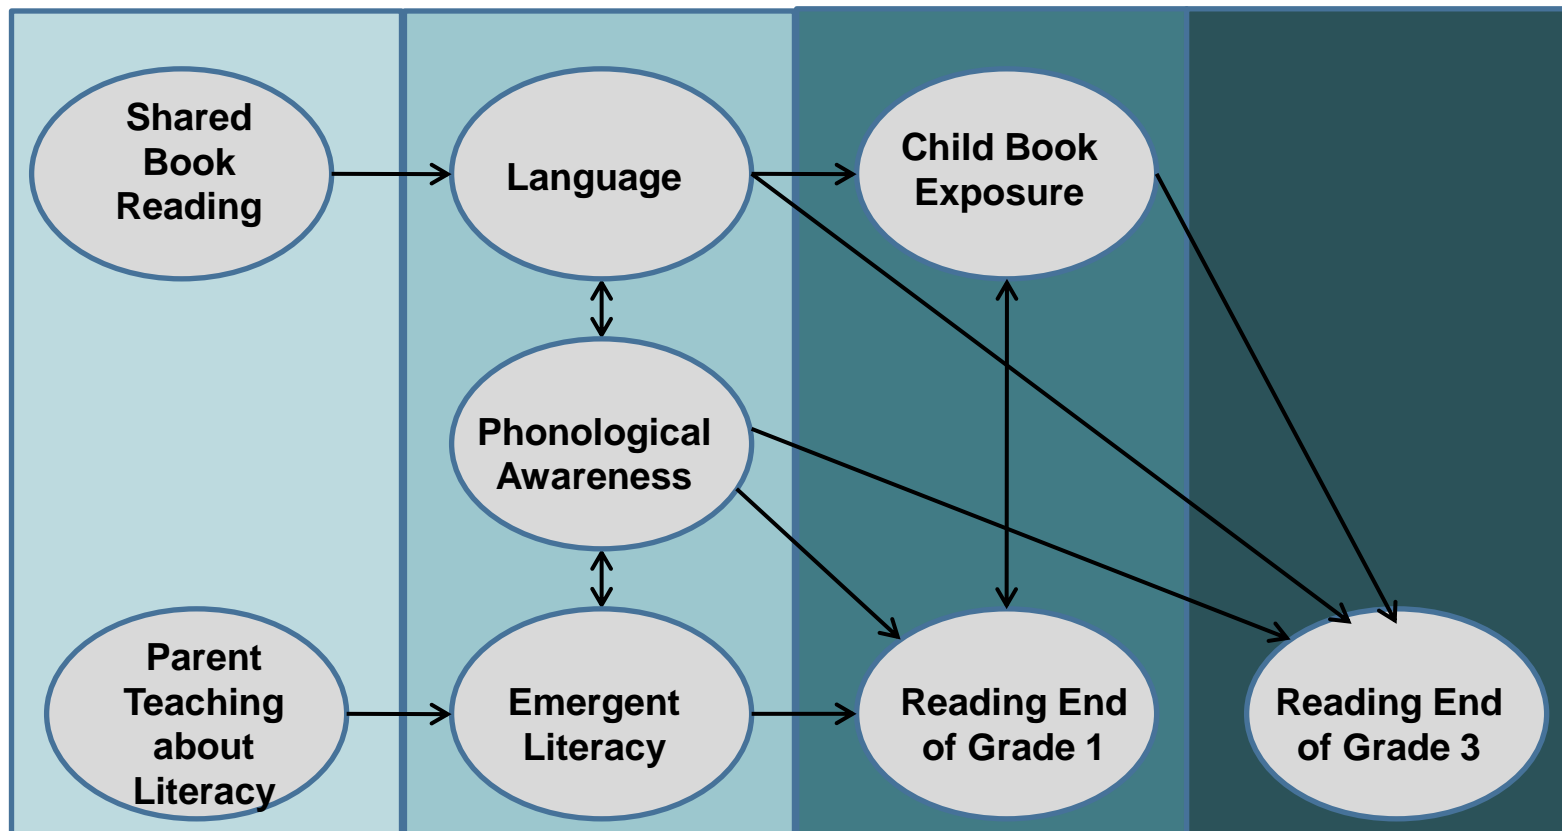 Shared
Book
Reading
Language
Child Book
Exposure
Phonological
Awareness
Parent
Teaching
about
Literacy
Emergent
Literacy
Reading End
of Grade 1
Reading End
of Grade 3